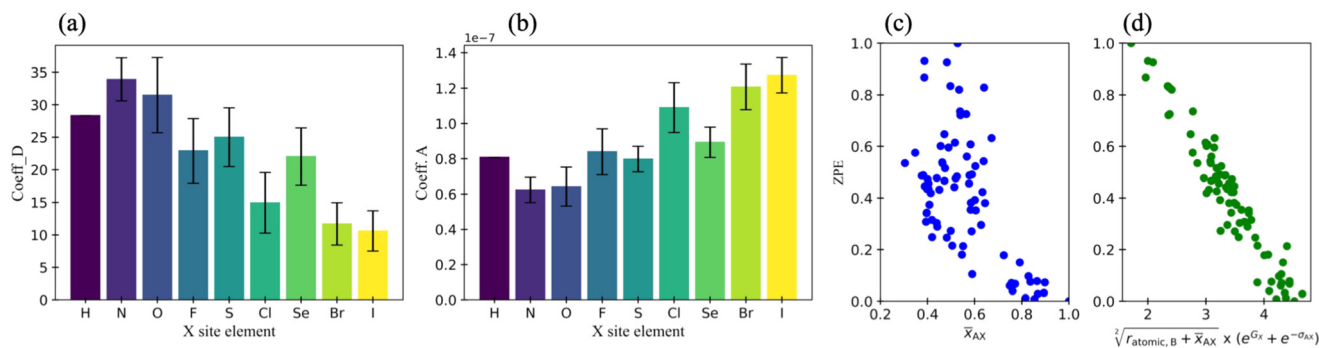 (a)
Coeff_D
35
30
25
20
15
10
5
0
H N O F S Cl Se Br I
X site element
(b)
1e−7
Coeff. A
1.4
1.2
1.0
0.8
0.6
0.4
0.2
0.0
H N O F S Cl Se Br I
X site element
(c)
ZPE
1.0
0.8
0.6
0.4
0.2
0.0
0.2 0.4 0.6 0.8 1.0
x̅AX
(d)
1.0
0.8
0.6
0.4
0.2
0.0
2 3 4
²√(r atomic, B + x̅AX) x (e^Gx + e^−σAX)